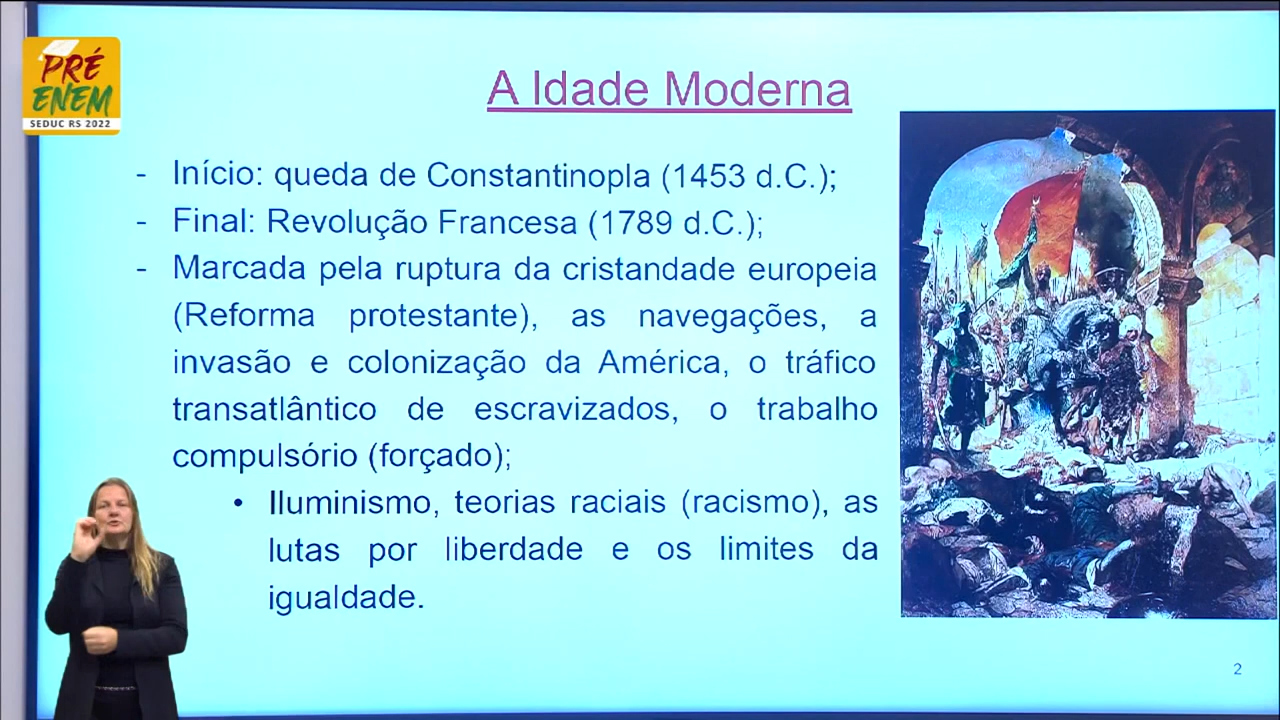 PRÉ
ENEM
SEDUC RS 2022
A Idade Moderna
- Início: queda de Constantinopla (1453 d.C.);
- Final: Revolução Francesa (1789 d.C.);
- Marcada pela ruptura da cristandade europeia
(Reforma protestante), as navegações, a
invasão e colonização da América, o tráfico
transatlântico de escravizados, o trabalho
compulsório (forçado);
• Iluminismo, teorias raciais (racismo), as
lutas por liberdade e os limites da
igualdade.
2